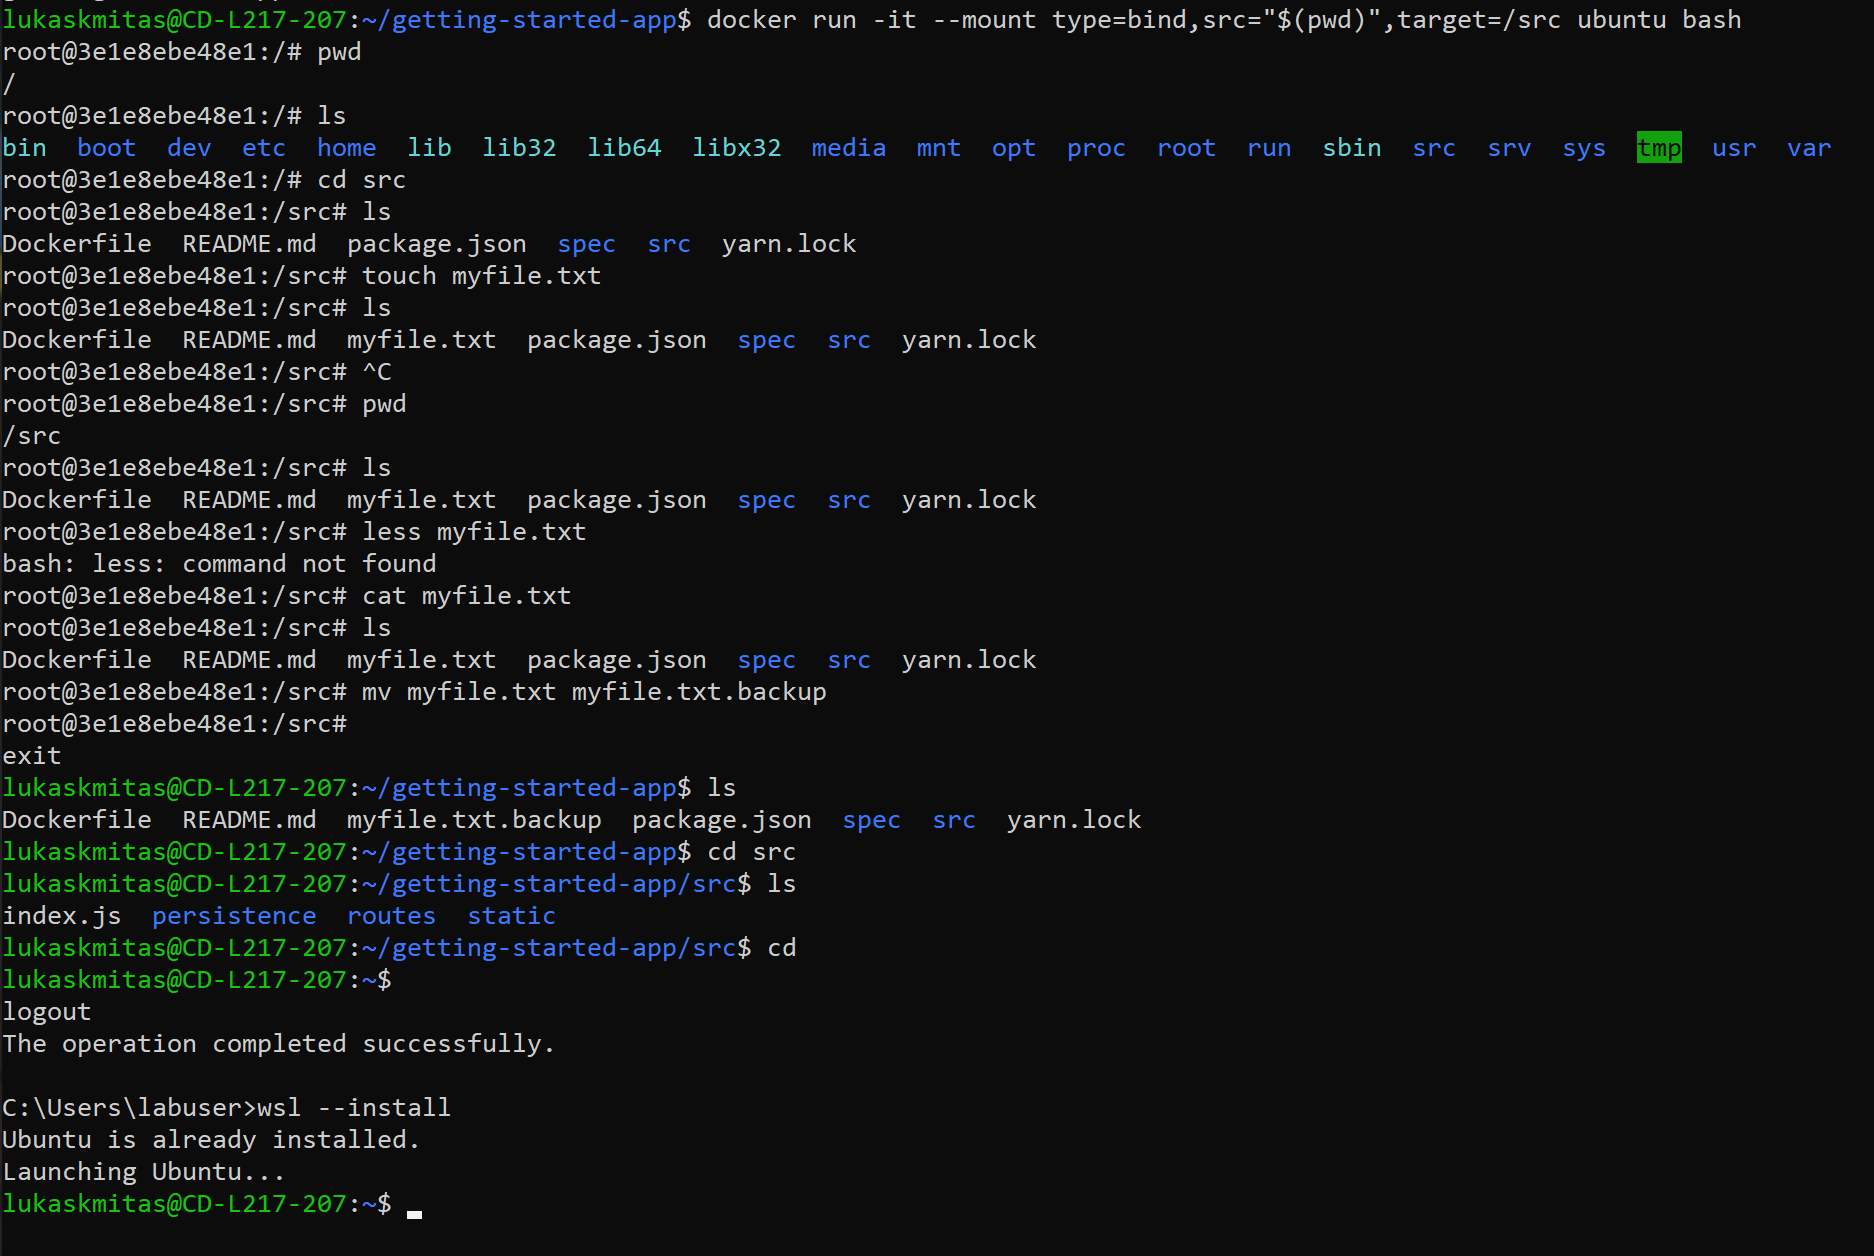 lukaskmitas@CD-L217-207:~/getting-started-app$ docker run -it --mount type=bind,src="$(pwd)",target=/src ubuntu bash
root@3e1e8ebe48e1:/# pwd
/
root@3e1e8ebe48e1:/# ls
bin  boot  dev  etc  home  lib  lib32  lib64  libx32  media  mnt  opt  proc  root  run  sbin  src  srv  sys  tmp  usr  var
root@3e1e8ebe48e1:/# cd src
root@3e1e8ebe48e1:/src# ls
Dockerfile  README.md  package.json  spec  src  yarn.lock
root@3e1e8ebe48e1:/src# touch myfile.txt
root@3e1e8ebe48e1:/src# ls
Dockerfile  README.md  myfile.txt  package.json  spec  src  yarn.lock
root@3e1e8ebe48e1:/src# ^C
root@3e1e8ebe48e1:/src# pwd
/src
root@3e1e8ebe48e1:/src# ls
Dockerfile  README.md  myfile.txt  package.json  spec  src  yarn.lock
root@3e1e8ebe48e1:/src# less myfile.txt
bash: less: command not found
root@3e1e8ebe48e1:/src# cat myfile.txt
root@3e1e8ebe48e1:/src# ls
Dockerfile  README.md  myfile.txt  package.json  spec  src  yarn.lock
root@3e1e8ebe48e1:/src# mv myfile.txt myfile.txt.backup
root@3e1e8ebe48e1:/src#
exit
lukaskmitas@CD-L217-207:~/getting-started-app$ ls
Dockerfile  README.md  myfile.txt.backup  package.json  spec  src  yarn.lock
lukaskmitas@CD-L217-207:~/getting-started-app$ cd src
lukaskmitas@CD-L217-207:~/getting-started-app/src$ ls
index.js  persistence  routes  static
lukaskmitas@CD-L217-207:~/getting-started-app/src$ cd
lukaskmitas@CD-L217-207:~$
logout
The operation completed successfully.
C:\Users\labuser>wsl --install
Ubuntu is already installed.
Launching Ubuntu...
lukaskmitas@CD-L217-207:~$